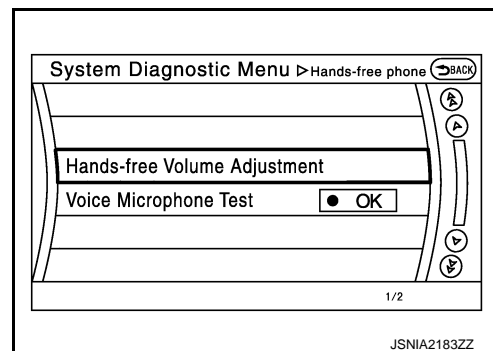 System Diagnostic Menu ▷ Hands-free phone BACK
Hands-free Volume Adjustment
Voice Microphone Test ● OK
1/2
JSNIA2183ZZ